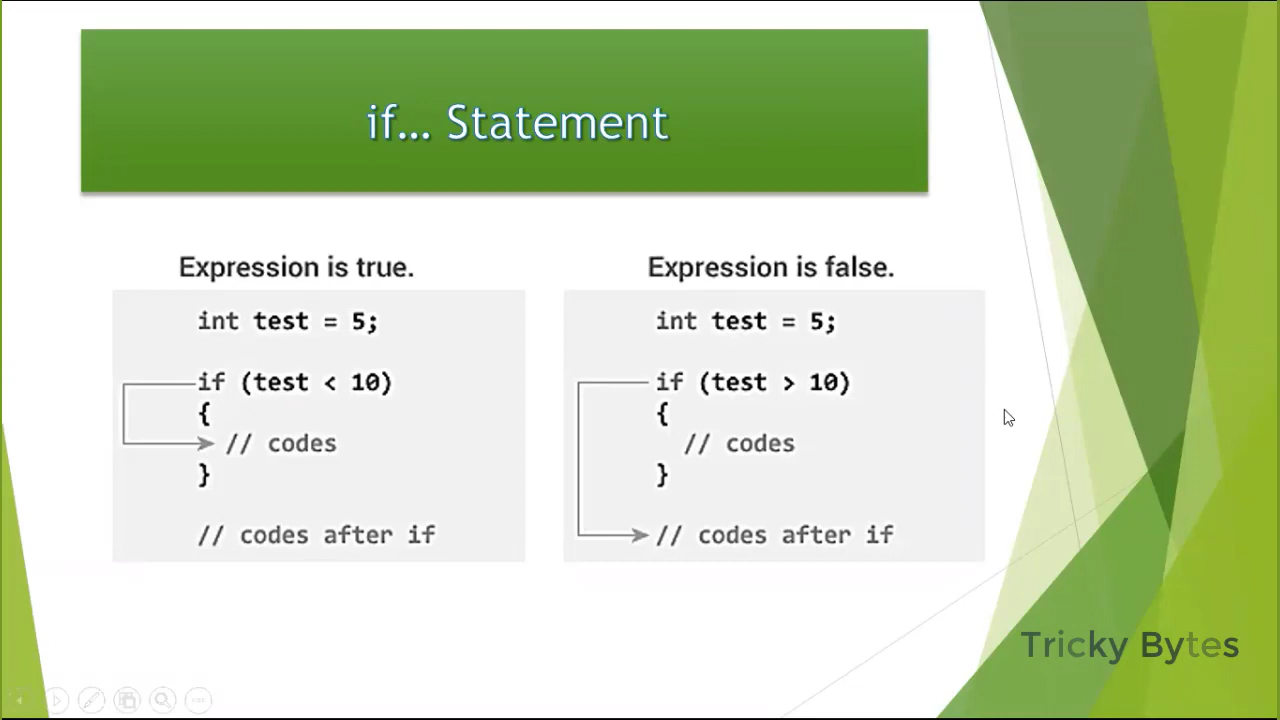 if... Statement
Expression is true.
int test = 5;
if (test < 10)
{
// codes
}
// codes after if
Expression is false.
int test = 5;
if (test > 10)
{
// codes
}
// codes after if
Tricky Bytes